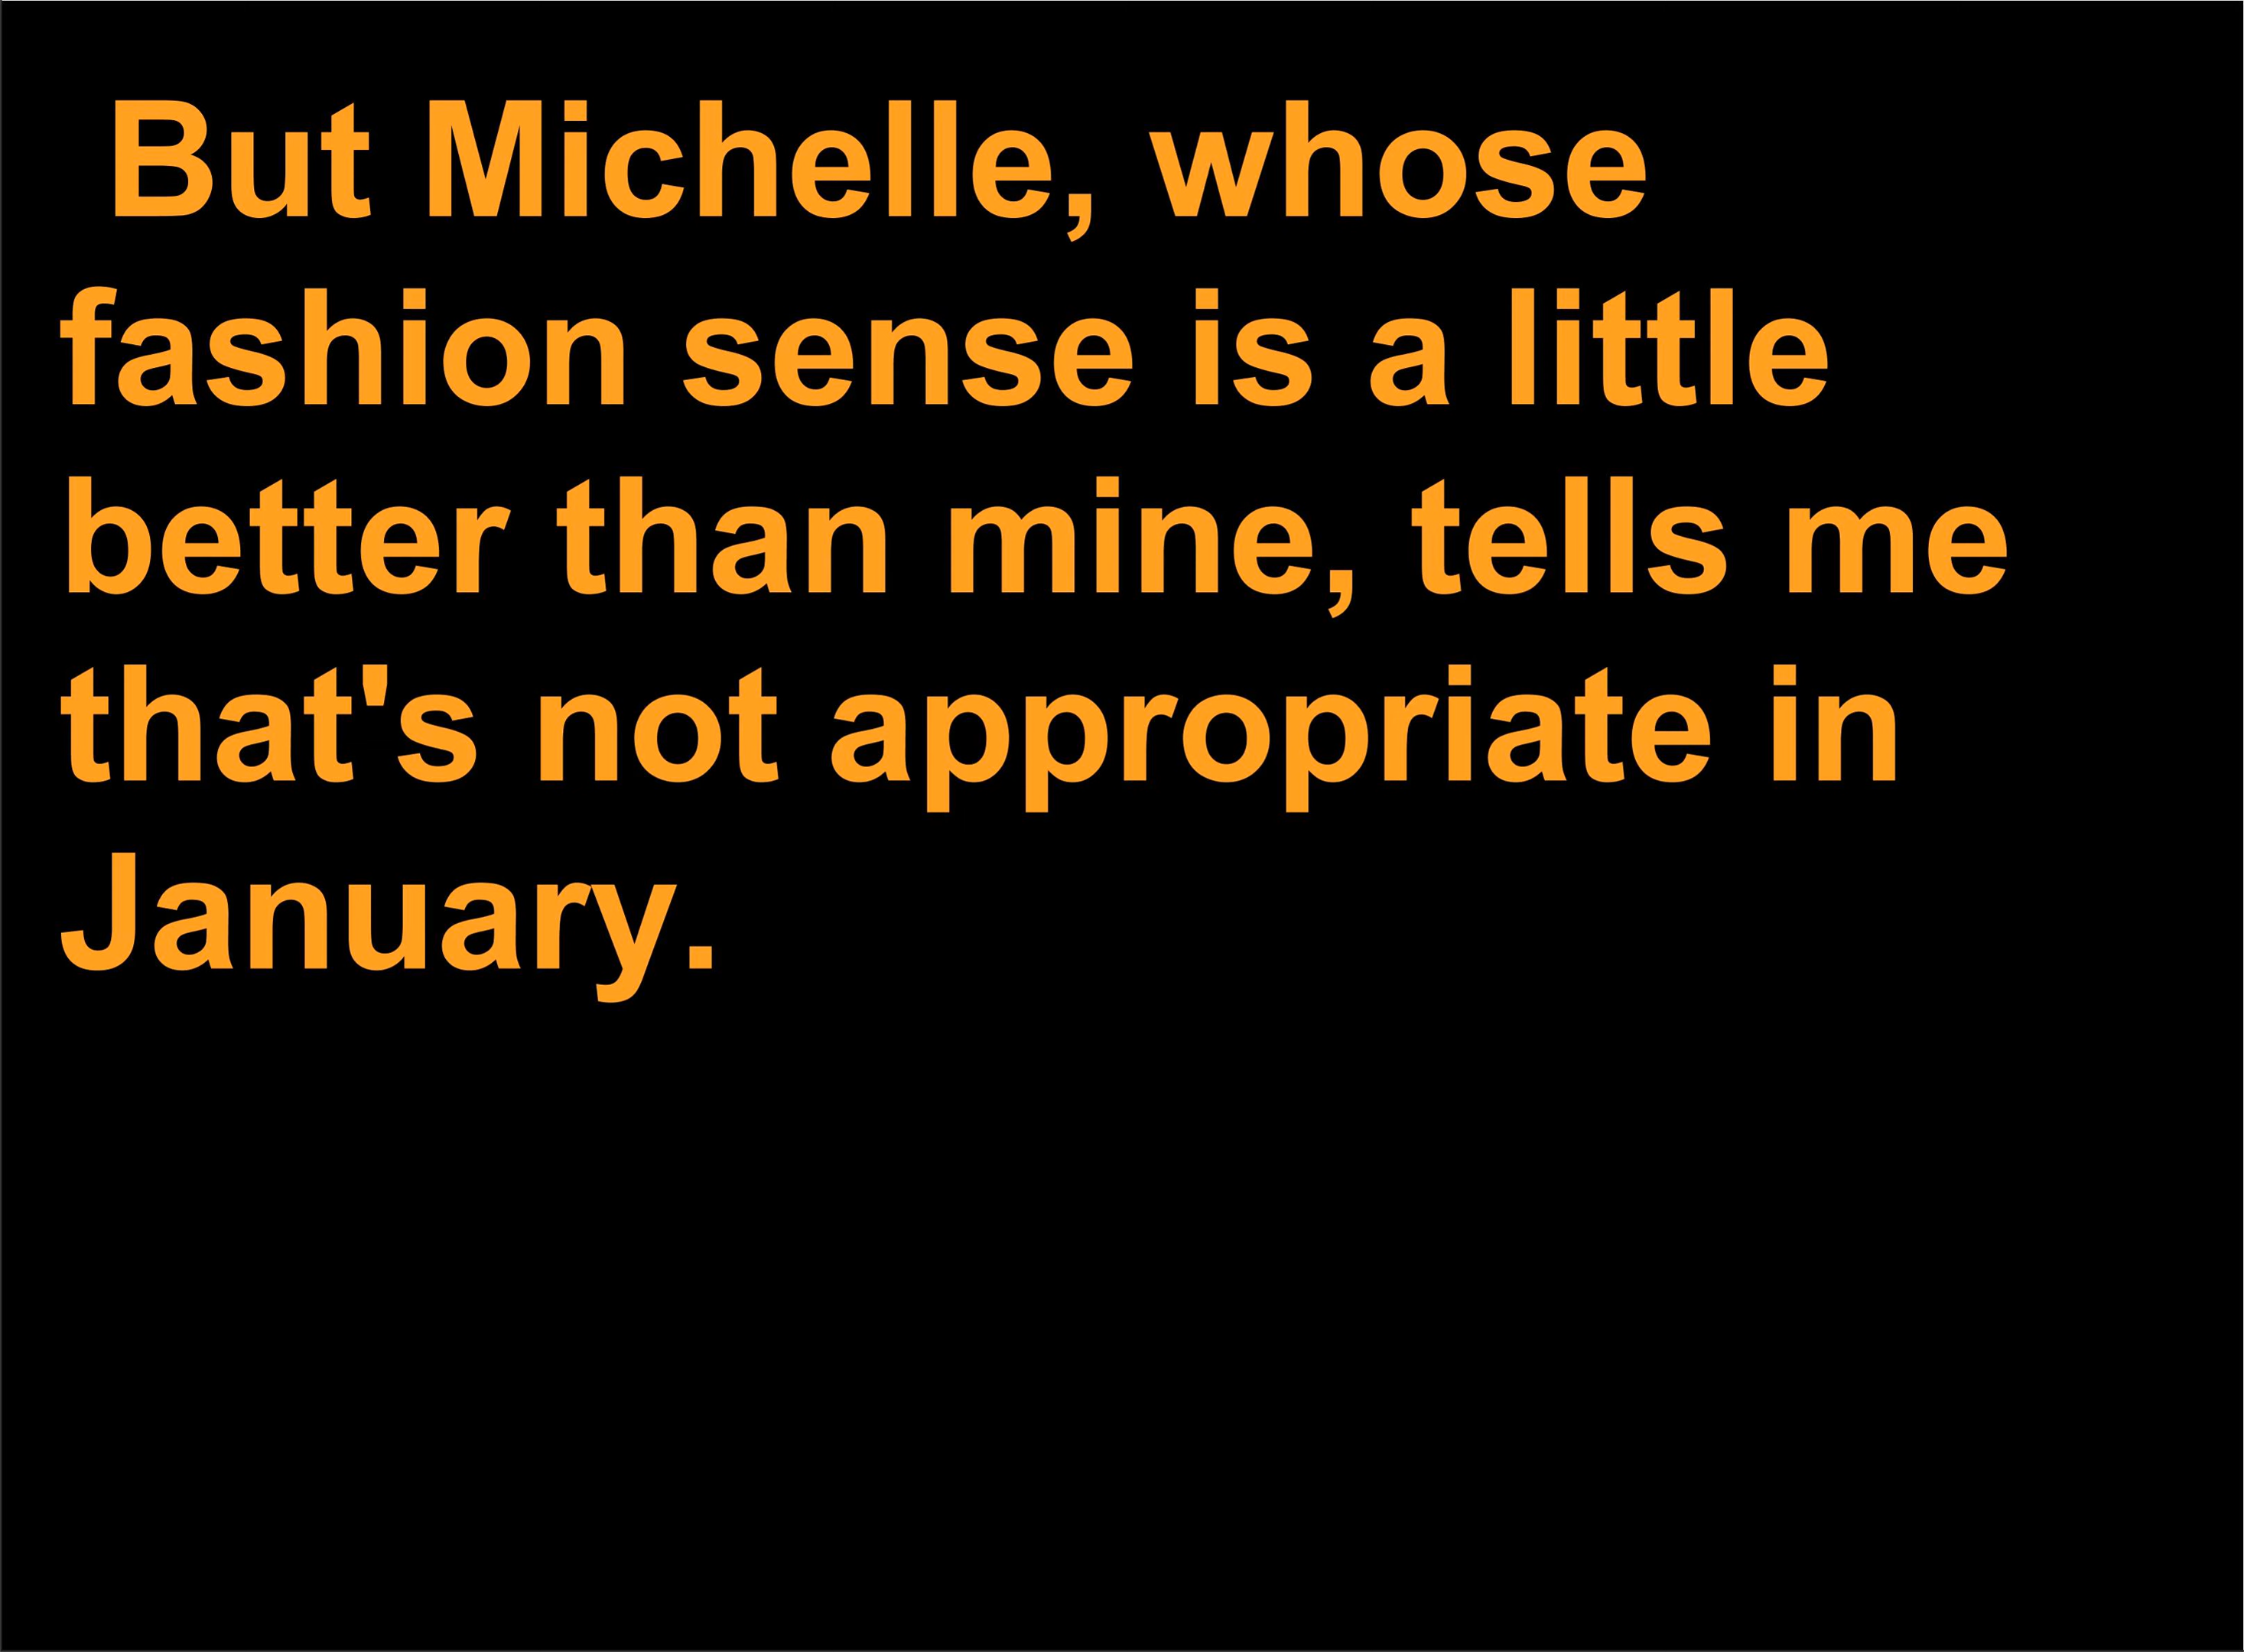 But Michelle, whose
fashion sense is a little
better than mine, tells me
that's not appropriate in
January.